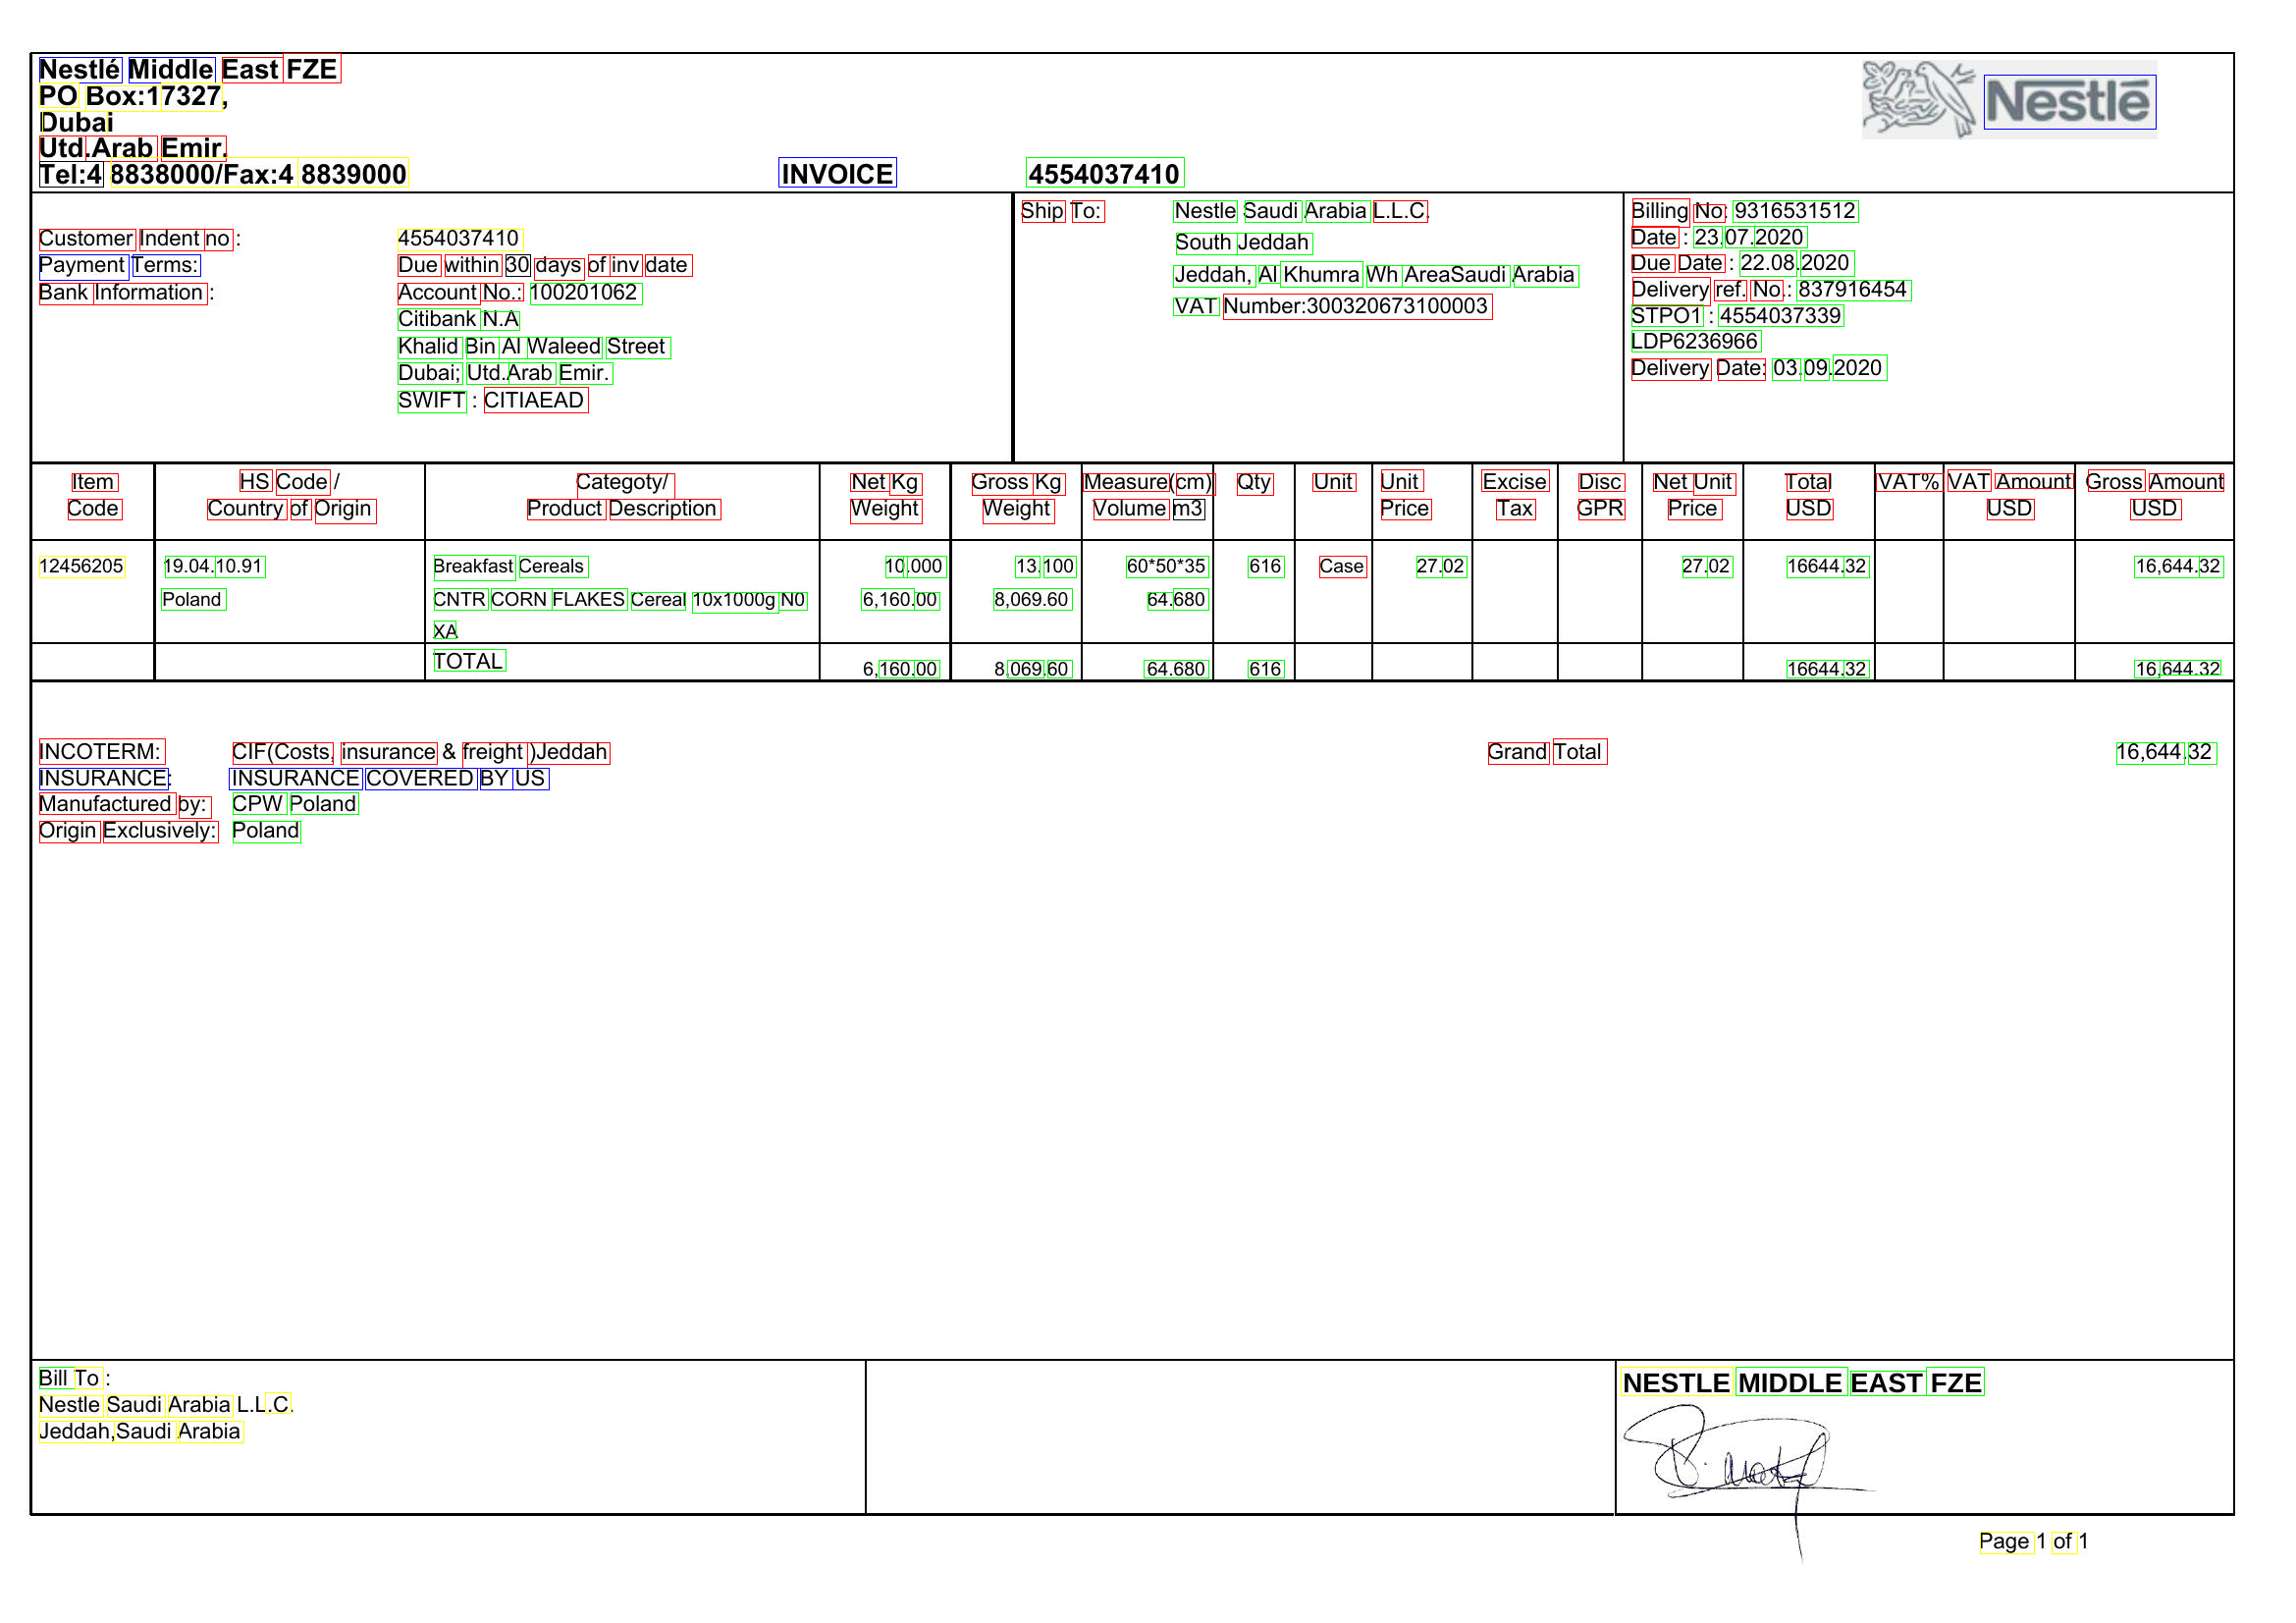 Nestlé Middle East FZE
PO Box:17327,
Dubai
Utd.Arab Emir.
Tel:4 8838000/Fax:4 8839000
INVOICE 4554037410
Nestlé
Customer Indent no : 4554037410
Payment Terms: Due within 30 days of inv date
Bank Information : Account No.: 100201062
Citibank N.A
Khalid Bin Al Waleed Street
Dubai; Utd.Arab Emir.
SWIFT : CITIAEAD
Ship To: Nestle Saudi Arabia L.L.C.
South Jeddah
Jeddah, Al Khumra Wh AreaSaudi Arabia
VAT Number:300320673100003
Billing No: 9316531512
Date : 23.07.2020
Due Date : 22.08.2020
Delivery ref. No.: 837916454
STPO1 : 4554037339
LDP6236966
Delivery Date: 03.09.2020
Item HS Code / Categoty/ Net Kg Gross Kg Measure(cm) Qty Unit Unit Excise Disc Net Unit Total VAT% VAT Amount Gross Amount
Code Country of Origin Product Description Weight Weight Volume m3 Price Tax GPR Price USD USD USD
12456205 19.04.10.91 Breakfast Cereals 10.000 13.100 60*50*35 616 Case 27.02 27.02 16644.32 16,644.32
Poland CNTR CORN FLAKES Cereal 10x1000g N0 6,160.00 8,069.60 64.680
XA
TOTAL 6,160.00 8,069.60 64.680 616 16644.32 16,644.32
INCOTERM: CIF(Costs, insurance & freight )Jeddah Grand Total 16,644.32
INSURANCE: INSURANCE COVERED BY US
Manufactured by: CPW Poland
Origin Exclusively: Poland
Bill To :
Nestle Saudi Arabia L.L.C.
Jeddah,Saudi Arabia
NESTLE MIDDLE EAST FZE
Page 1 of 1